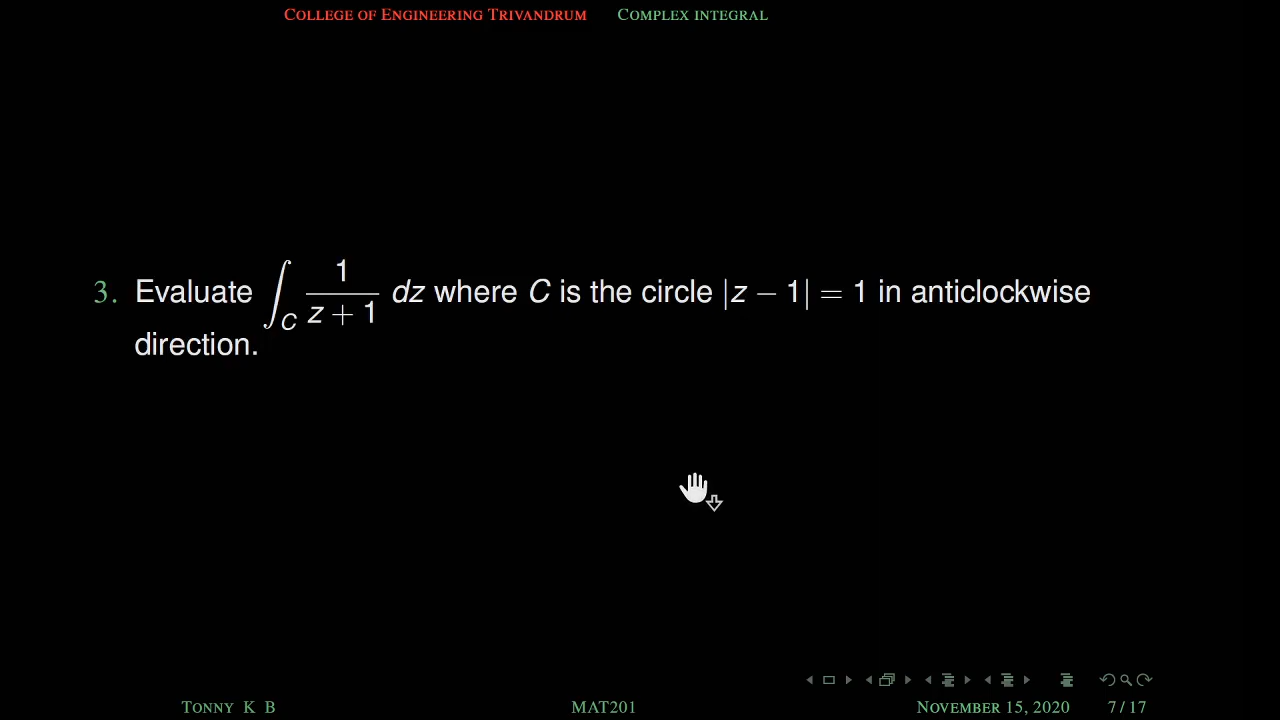 COLLEGE OF ENGINEERING TRIVANDRUM COMPLEX INTEGRAL
3. Evaluate ∫_C 1/(z + 1) dz where C is the circle |z − 1| = 1 in anticlockwise
direction.
TONNY K B MAT201 NOVEMBER 15, 2020 7 / 17